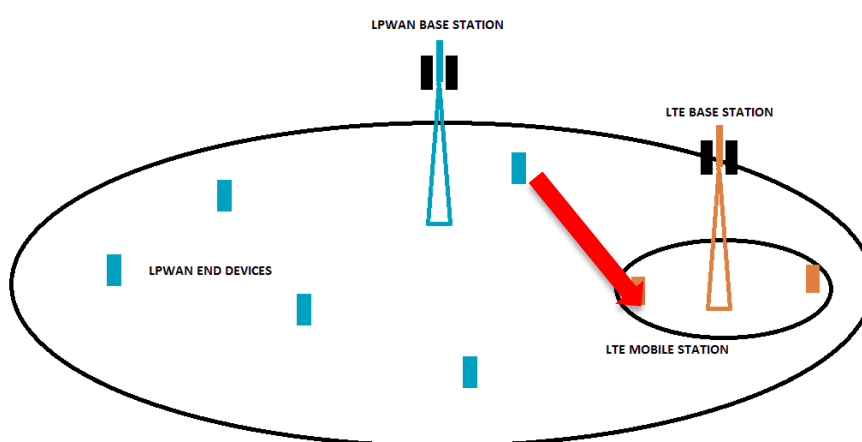 LPWAN BASE STATION
LTE BASE STATION
LPWAN END DEVICES
LTE MOBILE STATION